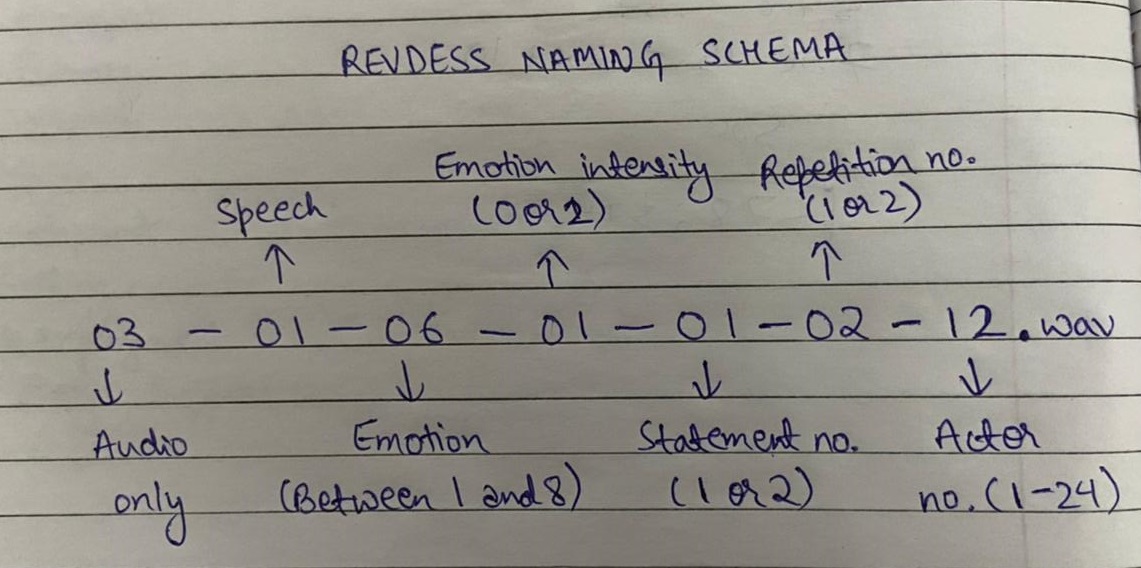 REVDESS NAMING SCHEMA
Emotion intensity Repetition no.
Speech (0 or 2) (1 or 2)
↑ ↑ ↑
03 - 01 - 06 - 01 - 01 - 02 - 12.wav
↓ ↓ ↓ ↓
Audio Emotion Statement no. Actor
only (Between 1 and 8) (1 or 2) no. (1-24)